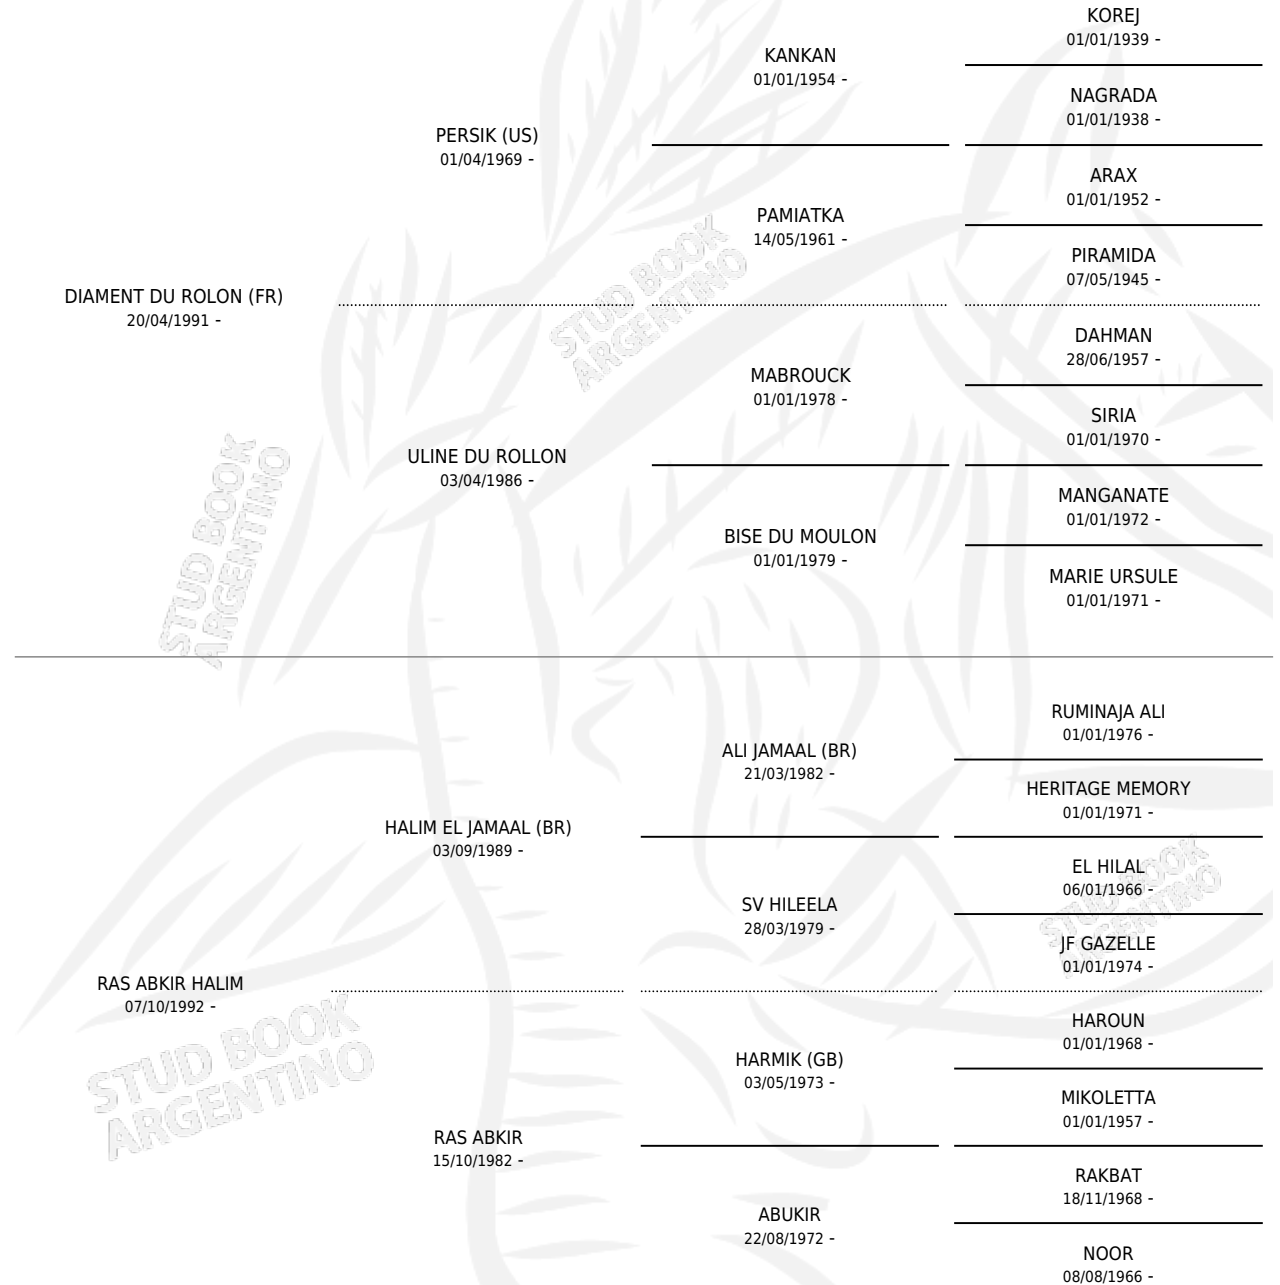 KOREJ
01/01/1939 -
KANKAN
01/01/1954 -
NAGRADA
01/01/1938 -
PERSIK (US)
01/04/1969 -
ARAX
01/01/1952 -
PAMIATKA
14/05/1961 -
PIRAMIDA
07/05/1945 -
DIAMENT DU ROLON (FR)
20/04/1991 -
DAHMAN
28/06/1957 -
MABROUCK
01/01/1978 -
SIRIA
01/01/1970 -
ULINE DU ROLLON
03/04/1986 -
MANGANATE
01/01/1972 -
BISE DU MOULON
01/01/1979 -
MARIE URSULE
01/01/1971 -
RUMINAJA ALI
01/01/1976 -
ALI JAMAAL (BR)
21/03/1982 -
HERITAGE MEMORY
01/01/1971 -
HALIM EL JAMAAL (BR)
03/09/1989 -
EL HILAL
06/01/1966 -
SV HILEELA
28/03/1979 -
JF GAZELLE
01/01/1974 -
RAS ABKIR HALIM
07/10/1992 -
HAROUN
01/01/1968 -
HARMIK (GB)
03/05/1973 -
MIKOLETTA
01/01/1957 -
RAS ABKIR
15/10/1982 -
RAKBAT
18/11/1968 -
ABUKIR
22/08/1972 -
NOOR
08/08/1966 -
STUD BOOK
ARGENTINO
STUD BOOK
ARGENTINO
STUD BOOK
ARGENTINO
STUD BOOK
ARGENTINO